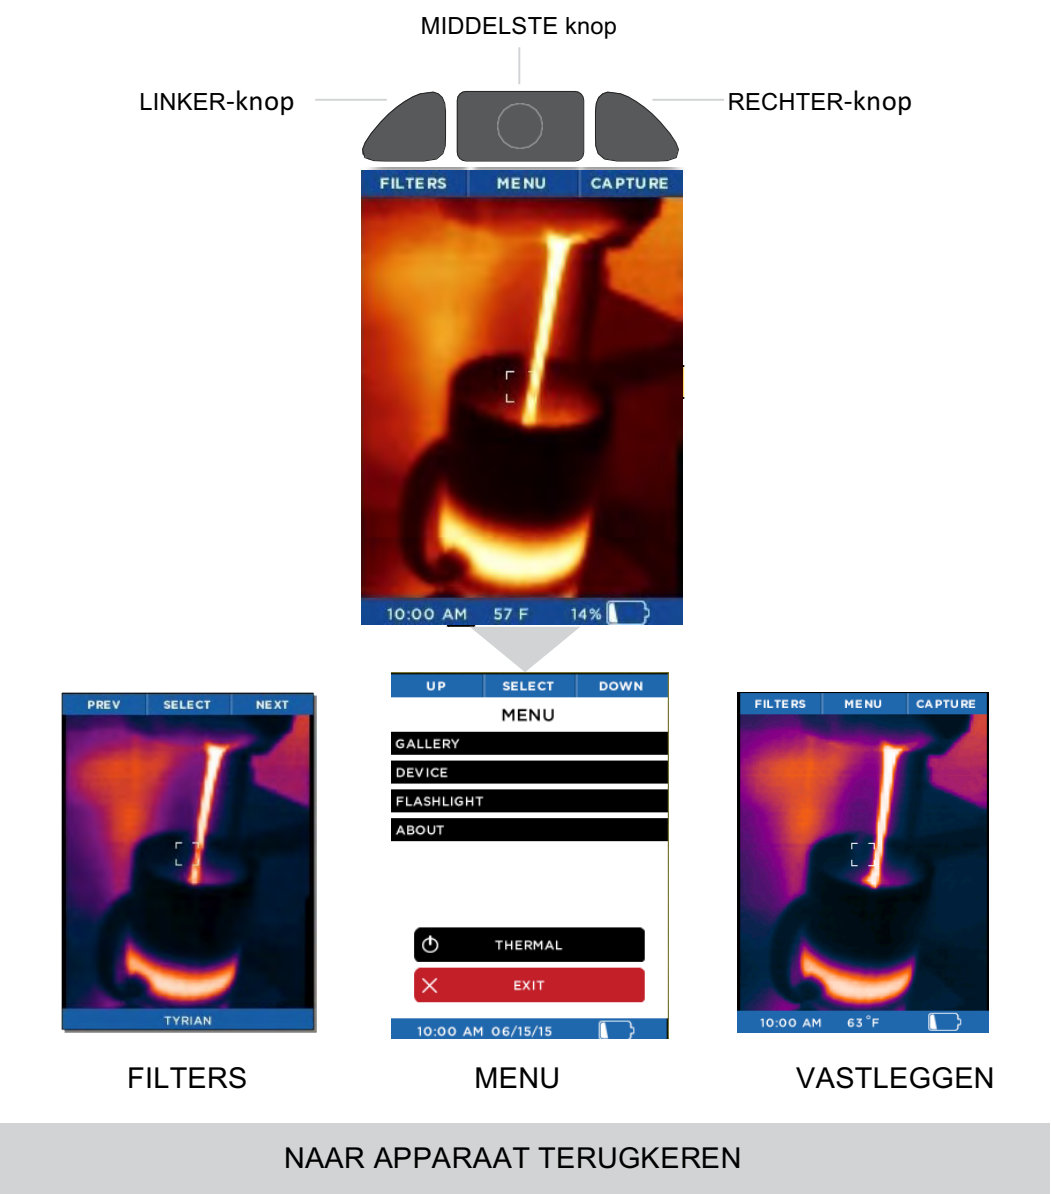 MIDDELSTE knop
LINKER-knop
RECHTER-knop
FILTERS MENU CAPTURE
10:00 AM 57 F 14%
PREV SELECT NEXT
TYRIAN
UP SELECT DOWN
MENU
GALLERY
DEVICE
FLASHLIGHT
ABOUT
THERMAL
EXIT
10:00 AM 06/15/15
FILTERS MENU CAPTURE
10:00 AM 63°F
FILTERS
MENU
VASTLEGGEN
NAAR APPARAAT TERUGKEREN